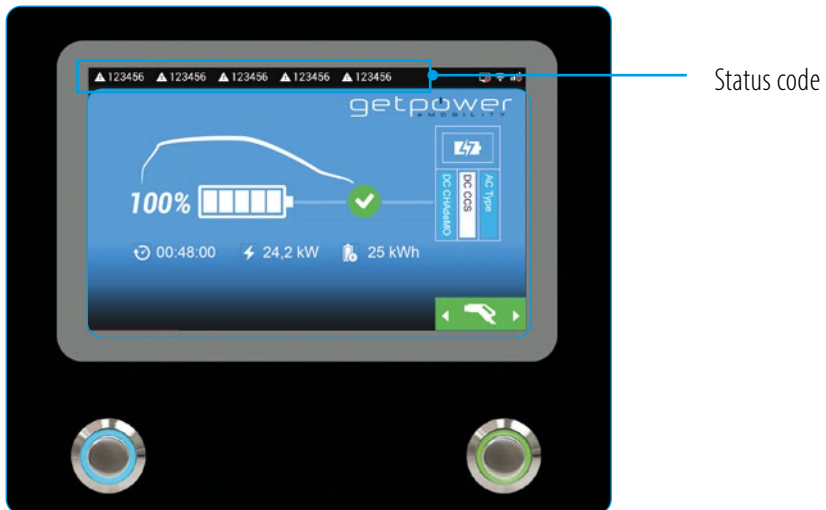 123456 123456 123456 123456 123456
Status code
getpower
eMOBILITY
100%
DC CHAdeMO
DC CCS
AC Type
00:48:00 24,2 kW 25 kWh